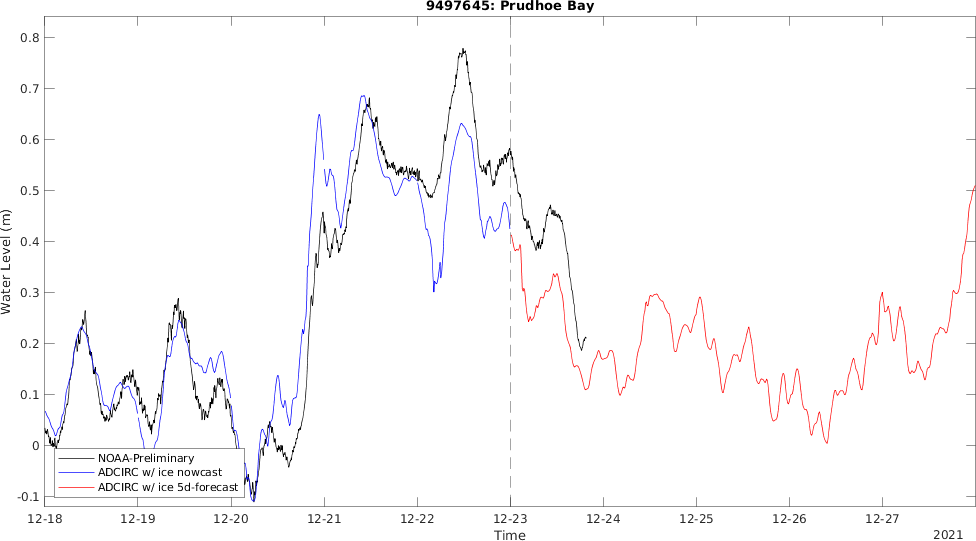 9497645: Prudhoe Bay
0.8
0.7
0.6
0.5
0.4
0.3
0.2
0.1
0
-0.1
Water Level (m)
NOAA-Preliminary
ADCIRC w/ ice nowcast
ADCIRC w/ ice 5d-forecast
12-18 12-19 12-20 12-21 12-22 12-23 12-24 12-25 12-26 12-27
Time
2021